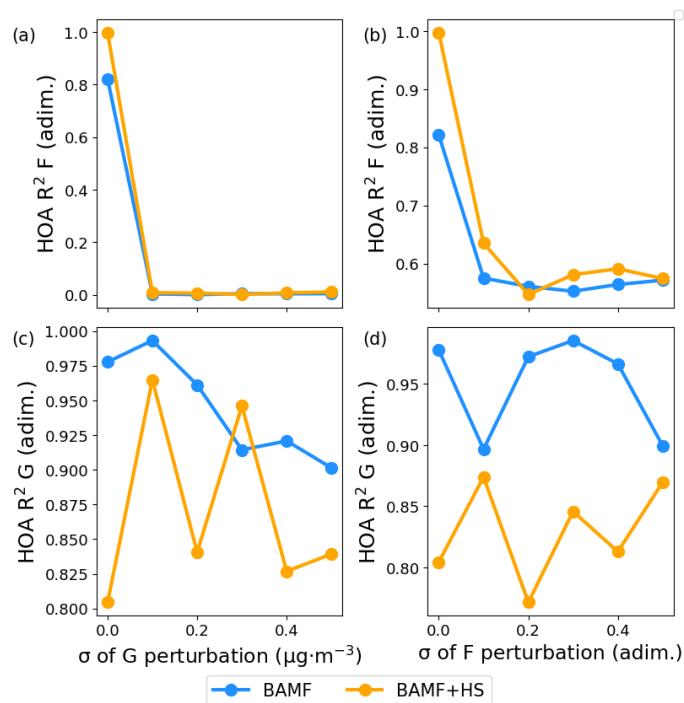 (a)
HOA R² F (adim.)
1.0
0.8
0.6
0.4
0.2
0.0
(b)
HOA R² F (adim.)
1.0
0.9
0.8
0.7
0.6
(c)
HOA R² G (adim.)
1.000
0.975
0.950
0.925
0.900
0.875
0.850
0.825
0.800
0.0 0.2 0.4
σ of G perturbation (µg·m⁻³)
(d)
HOA R² G (adim.)
0.95
0.90
0.85
0.80
0.0 0.2 0.4
σ of F perturbation (adim.)
BAMF BAMF+HS